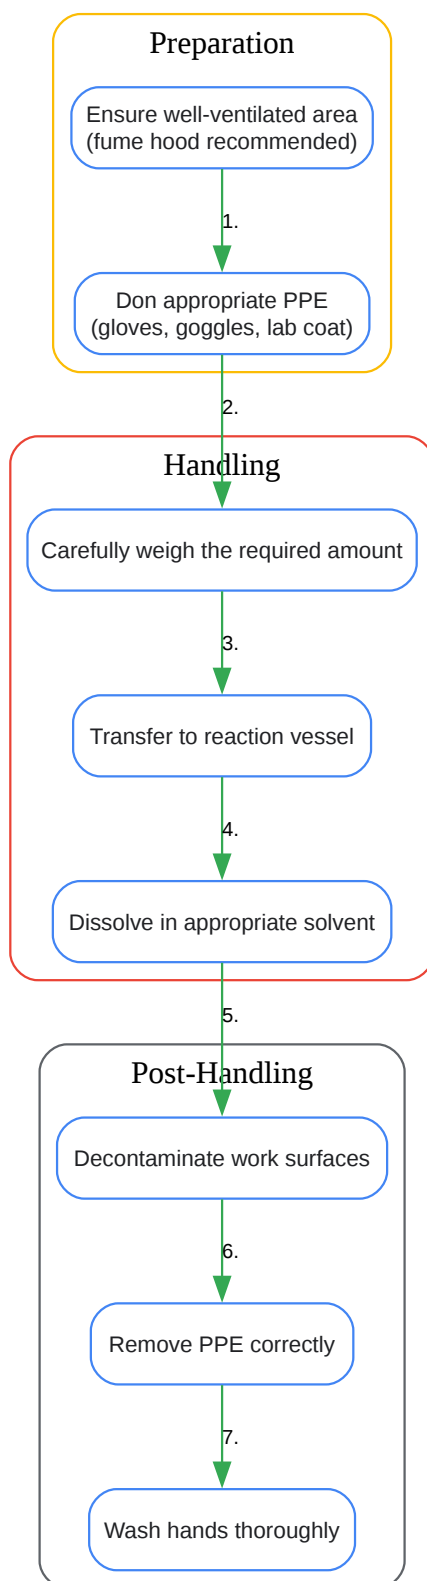 Preparation
Ensure well-ventilated area
(fume hood recommended)
1.
Don appropriate PPE
(gloves, goggles, lab coat)
2.
Handling
Carefully weigh the required amount
3.
Transfer to reaction vessel
4.
Dissolve in appropriate solvent
5.
Post-Handling
Decontaminate work surfaces
6.
Remove PPE correctly
7.
Wash hands thoroughly